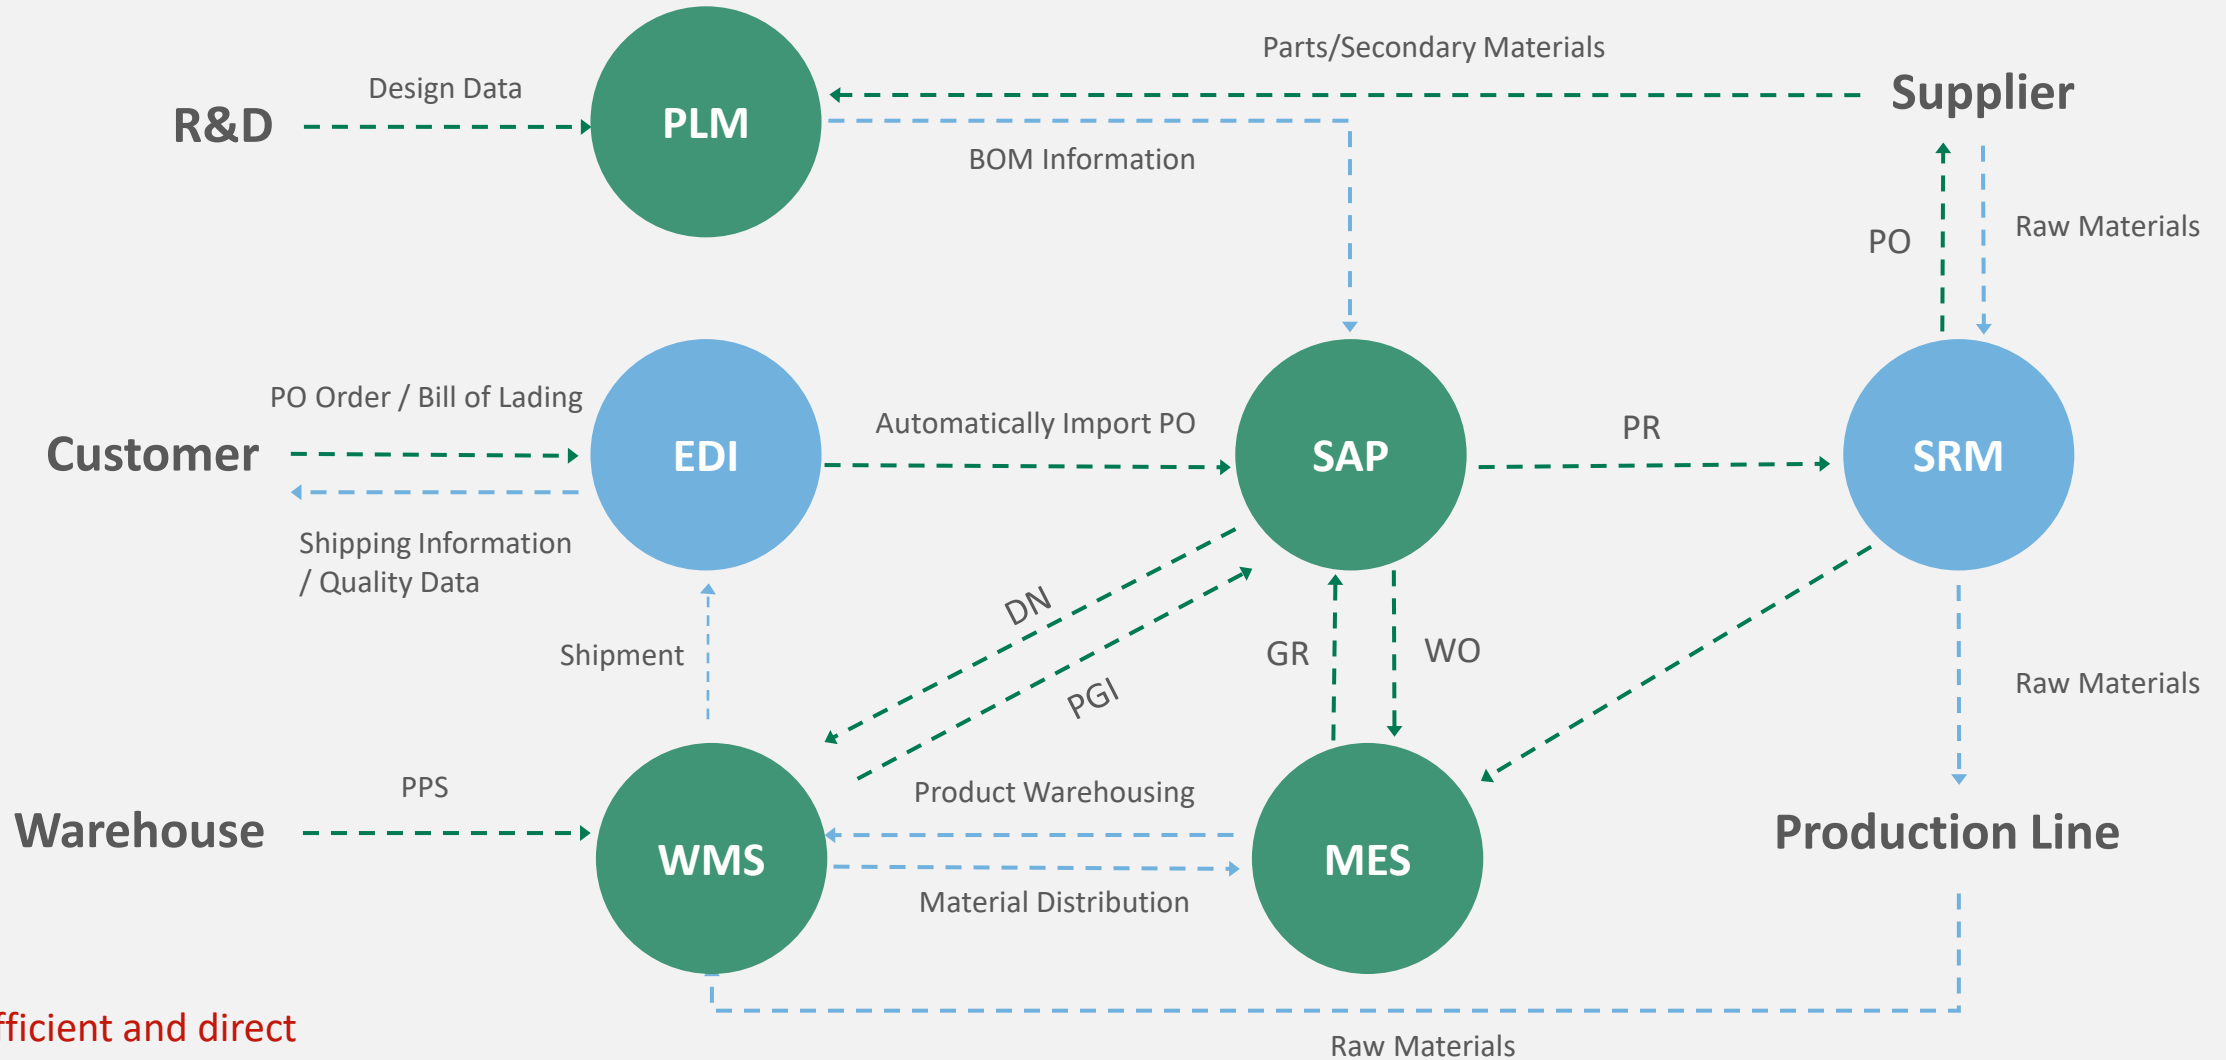 Parts/Secondary Materials
Design Data
Supplier
R&D
PLM
BOM Information
PO
Raw Materials
PO Order / Bill of Lading
Automatically Import PO
PR
Customer
EDI
SAP
SRM
Shipping Information
/ Quality Data
DN
Shipment
GR
WO
PGI
Raw Materials
PPS
Product Warehousing
Warehouse
Production Line
WMS
MES
Material Distribution
fficient and direct
Raw Materials